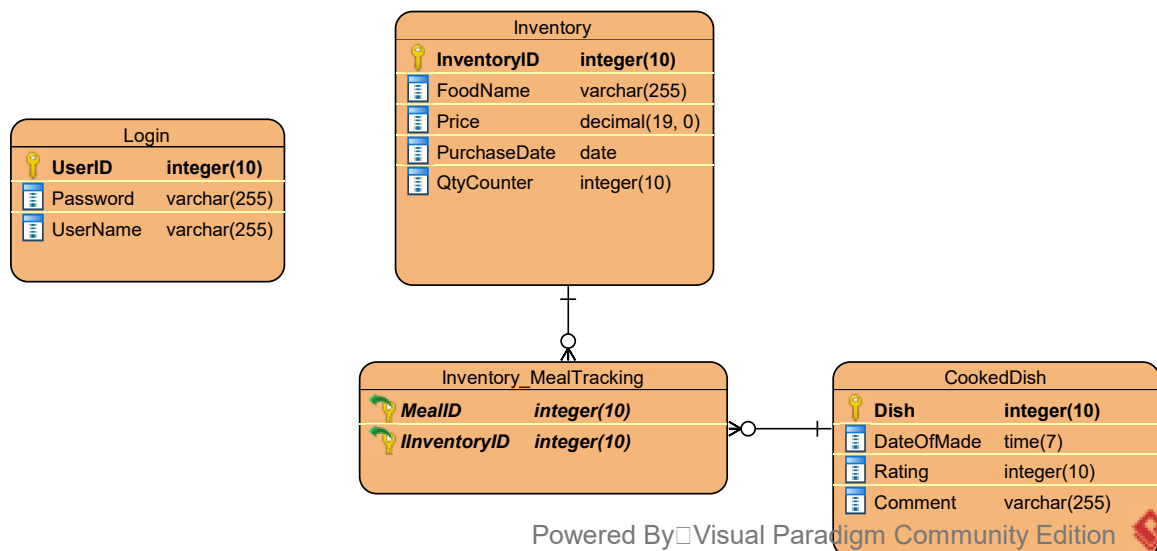 Inventory
InventoryID integer(10)
FoodName varchar(255)
Price decimal(19, 0)
PurchaseDate date
QtyCounter integer(10)
Login
UserID integer(10)
Password varchar(255)
UserName varchar(255)
Inventory_MealTracking
MealID integer(10)
IInventoryID integer(10)
CookedDish
Dish integer(10)
DateOfMade time(7)
Rating integer(10)
Comment varchar(255)
Powered By□Visual Paradigm Community Edition